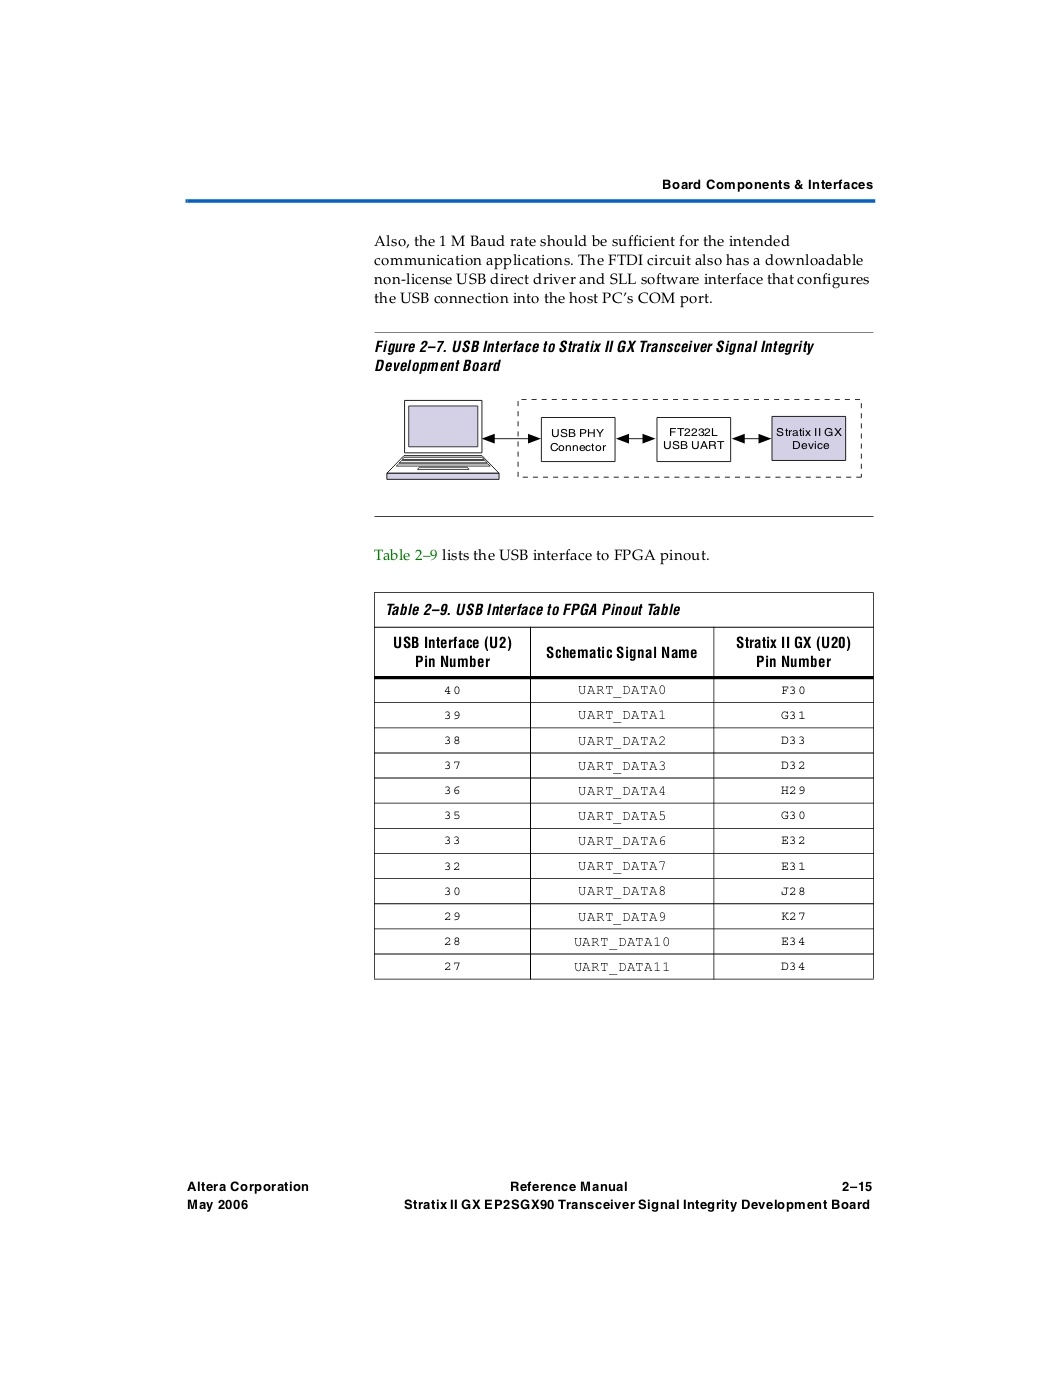 Board Components & Interfaces
Also, the 1 M Baud rate should be sufficient for the intended
communication applications. The FTDI circuit also has a downloadable
non-license USB direct driver and SLL software interface that configures
the USB connection into the host PC's COM port.
Figure 2–7. USB Interface to Stratix II GX Transceiver Signal Integrity
Development Board
USB PHY
Connector
FT2232L
USB UART
Stratix II GX
Device
Table 2–9 lists the USB interface to FPGA pinout.
Table 2–9. USB Interface to FPGA Pinout Table
USB Interface (U2)
Pin Number
Schematic Signal Name
Stratix II GX (U20)
Pin Number
40 UART_DATA0 F30
39 UART_DATA1 G31
38 UART_DATA2 D33
37 UART_DATA3 D32
36 UART_DATA4 H29
35 UART_DATA5 G30
33 UART_DATA6 E32
32 UART_DATA7 E31
30 UART_DATA8 J28
29 UART_DATA9 K27
28 UART_DATA10 E34
27 UART_DATA11 D34
Altera Corporation Reference Manual 2–15
May 2006 Stratix II GX EP2SGX90 Transceiver Signal Integrity Development Board